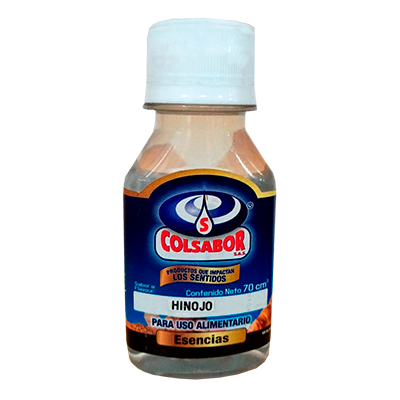 S
COLSABOR
S.A.S.
PRODUCTOS QUE IMPACTAN
LOS SENTIDOS
Contenido Neto 70 cm³
HINOJO
PARA USO ALIMENTARIO
Esencias